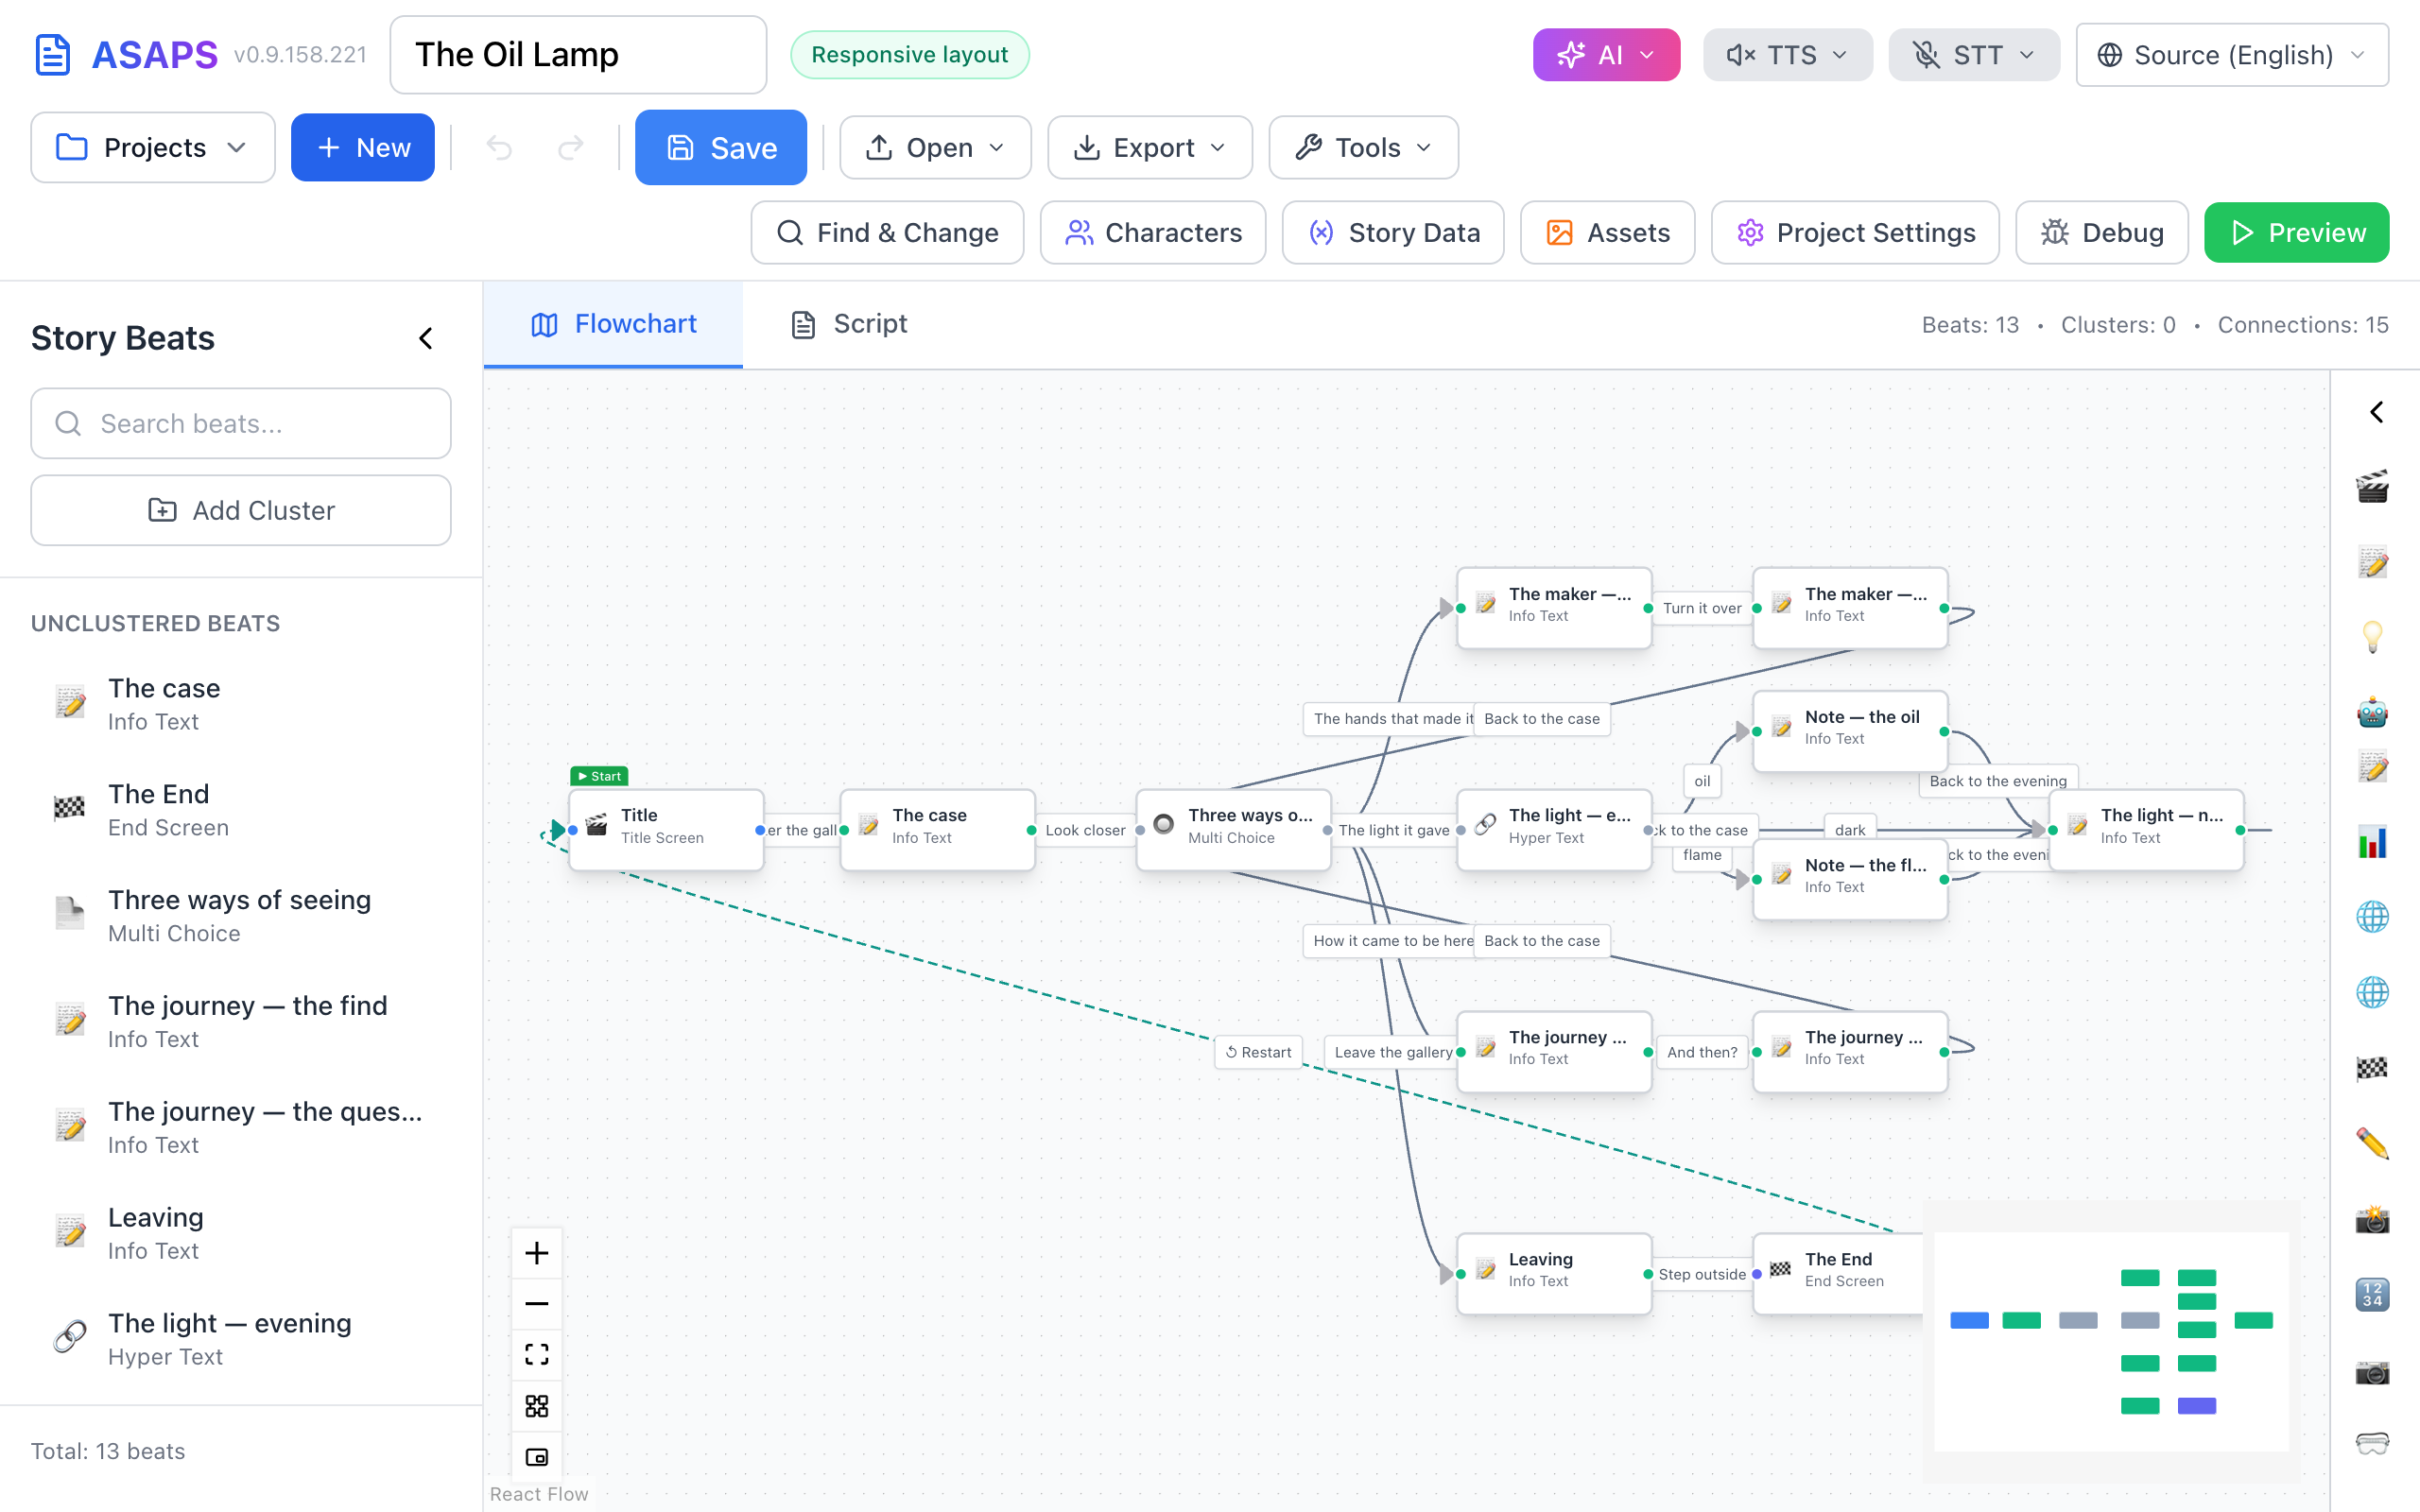 ASAPS v0.9.158.221 The Oil Lamp Responsive layout AI TTS STT Source (English)
Projects New Save Open Export Tools
Find & Change Characters Story Data Assets Project Settings Debug Preview
Story Beats
Search beats...
Add Cluster
UNCLUSTERED BEATS
The case
Info Text
The End
End Screen
Three ways of seeing
Multi Choice
The journey — the find
Info Text
The journey — the ques...
Info Text
Leaving
Info Text
The light — evening
Hyper Text
Total: 13 beats
Flowchart Script Beats: 13 • Clusters: 0 • Connections: 15
The maker —...
Info Text
Turn it over
The maker —...
Info Text
The hands that made it
Back to the case
Note — the oil
Info Text
oil
Back to the evening
Start
Title
Title Screen
er the gall
The case
Info Text
Look closer
Three ways o...
Multi Choice
The light it gave
The light — e...
Hyper Text
ck to the case
dark
The light — n...
Info Text
flame
Note — the fl...
Info Text
ck to the eveni
How it came to be here
Back to the case
Restart
Leave the gallery
The journey ...
Info Text
And then?
The journey ...
Info Text
Leaving
Info Text
Step outside
The End
End Screen
12
34
React Flow